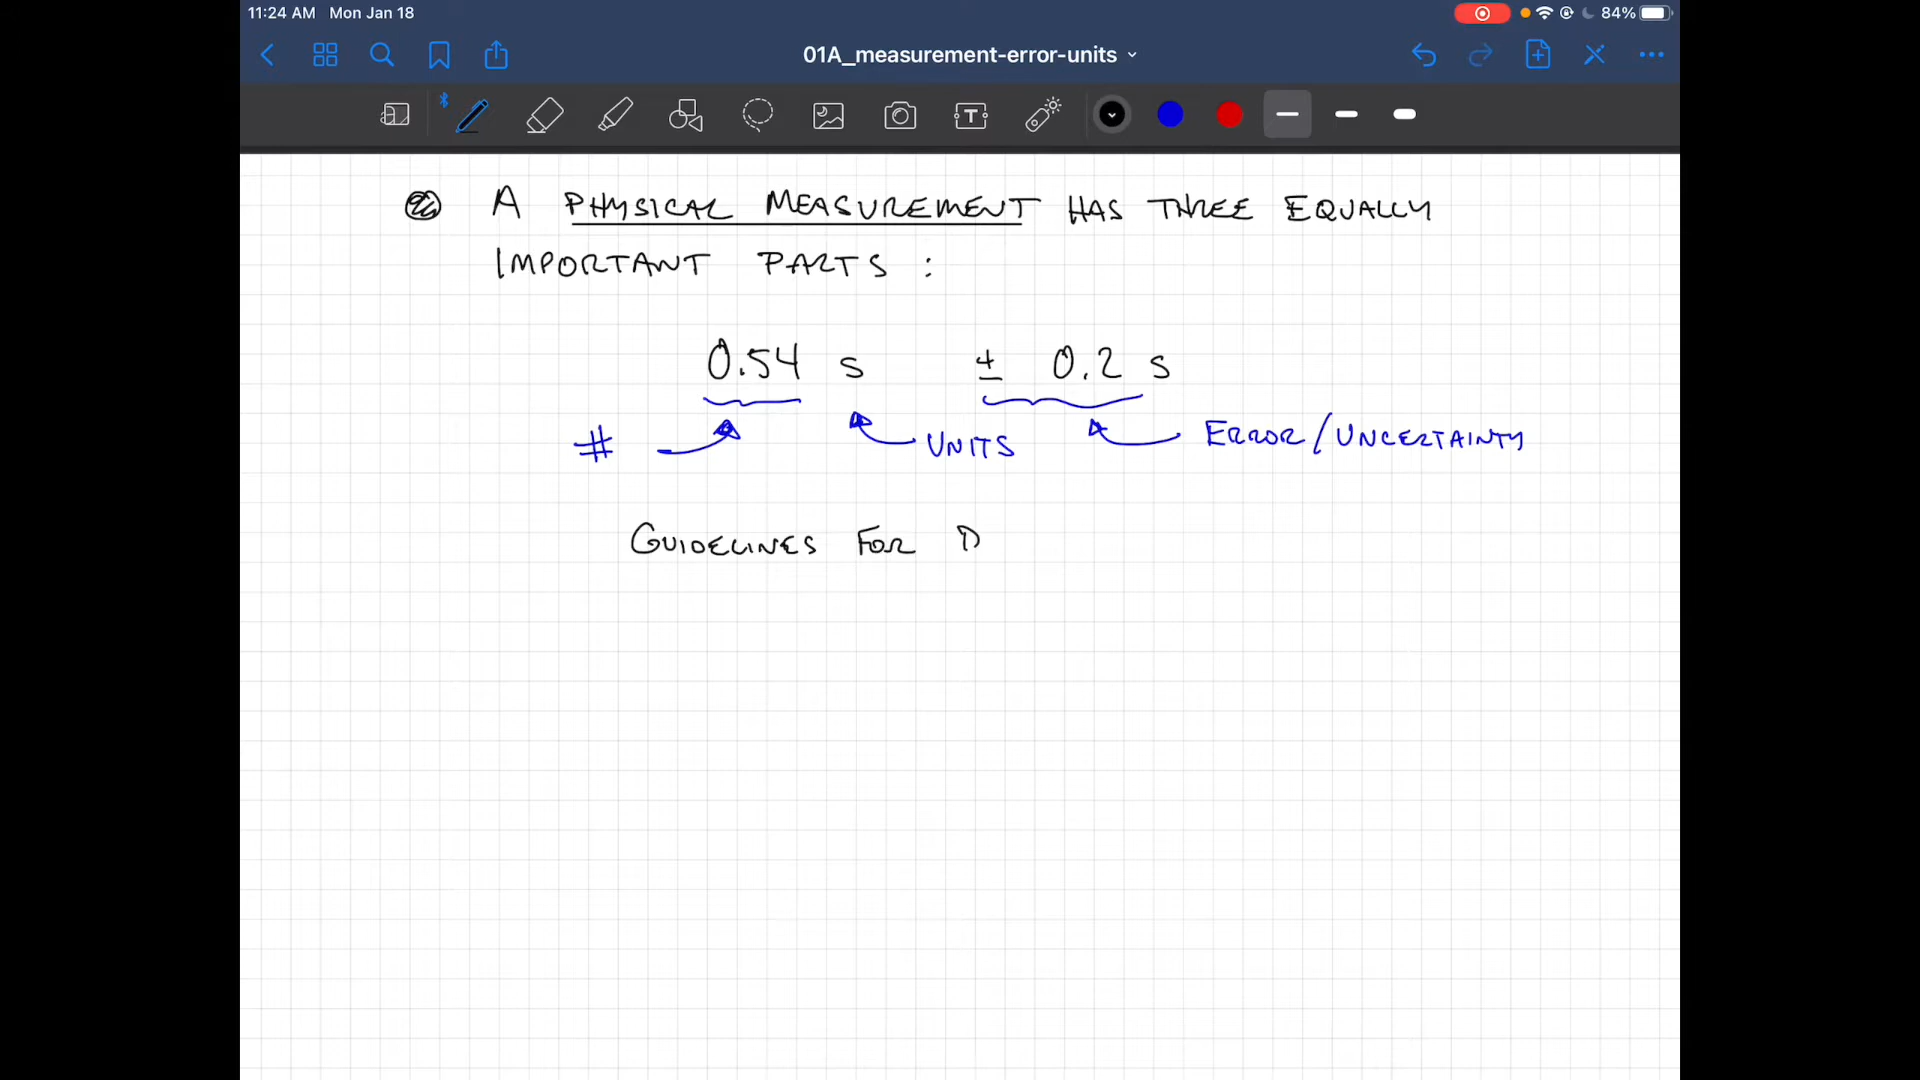 11:24 AM Mon Jan 18 84%
01A_measurement-error-units
T
A PHYSICAL MEASUREMENT HAS THREE EQUALLY
IMPORTANT PARTS :
0.54 s ± 0.2 s
# UNITS ERROR/UNCERTAINTY
GUIDELINES FOR D